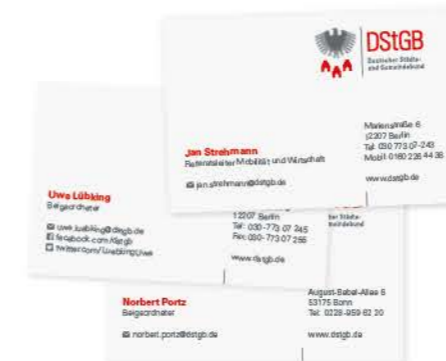 DStGB
Deutscher Städte-
und Gemeindebund
Jan Strehmann
Referatsleiter Mobilität und Wirtschaft
jan.strehmann@dstgb.de
Marienstraße 6
12207 Berlin
Tel: 030 773 07-243
Mobil: 0160 226 44 38
www.dstgb.de
Uwe Lübking
Beigeordneter
uwe.luebking@dstgb.de
facebook.com/dstgb
twitter.com/luebkingUwe
12207 Berlin
Tel: 030-773 07 245
Fax: 030-773 07 256
www.dstgb.de
her Städte-
meindebund
Norbert Portz
Beigeordneter
norbert.portz@dstgb.de
August-Bebel-Allee 6
53175 Bonn
Tel: 0228-959 62 20
www.dstgb.de